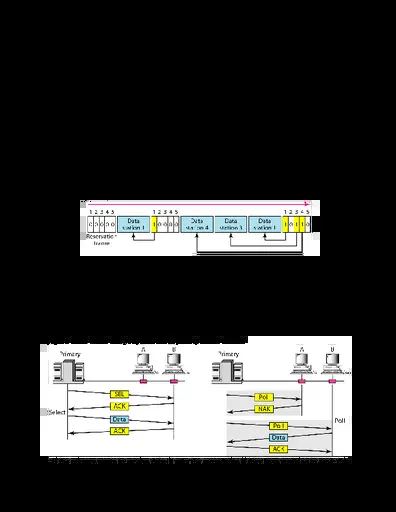 1 2 3 4 5 1 2 3 4 5 1 2 3 4 5
0 0 0 0 0 Data station 1 1 0 0 0 0 Data station 4 Data station 3 Data station 1 1 0 1 1 0
Reservation frame
A B A B
Primary Primary
SEL
ACK
Select
Data
ACK
Poll
NAK
Poll
Poll
Data
ACK